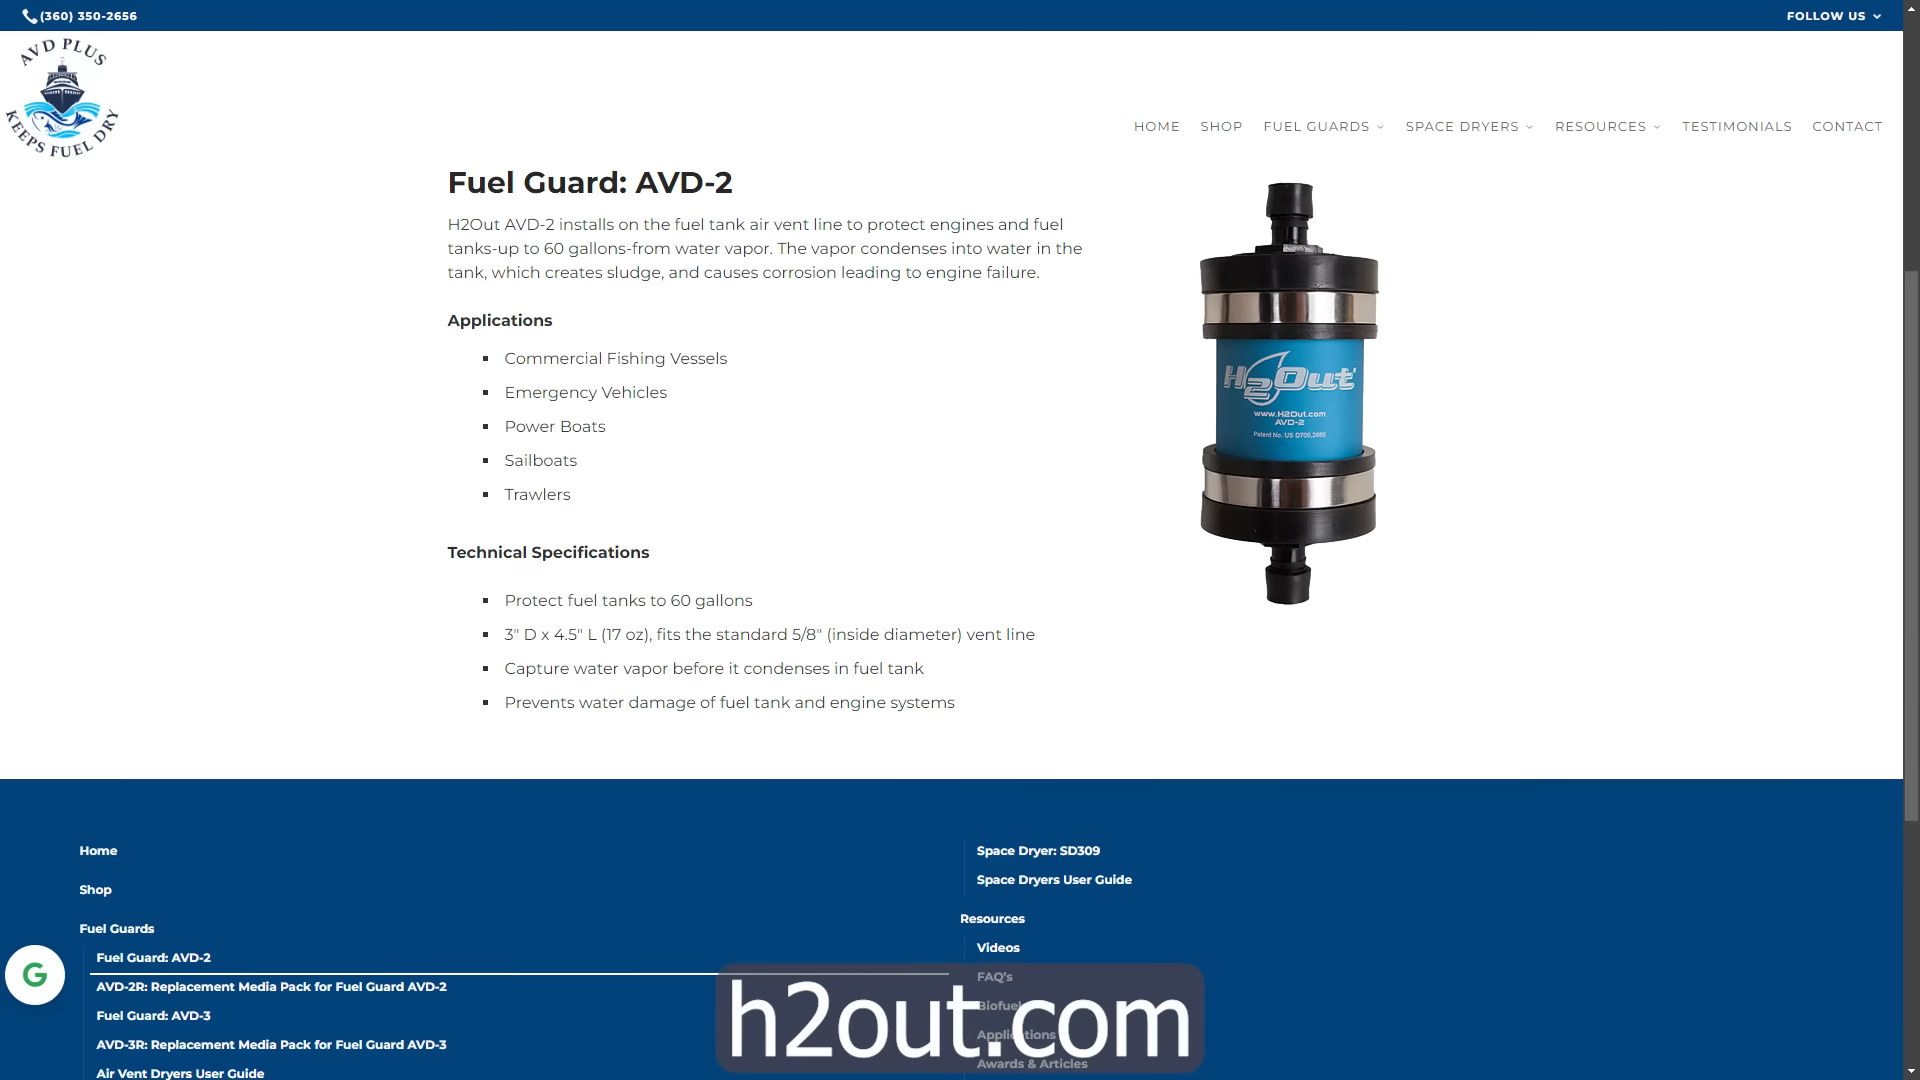 (360) 350-2656
FOLLOW US
AVD PLUS
KEEPS FUEL DRY
HOME SHOP FUEL GUARDS SPACE DRYERS RESOURCES TESTIMONIALS CONTACT
Fuel Guard: AVD-2
H2Out AVD-2 installs on the fuel tank air vent line to protect engines and fuel
tanks-up to 60 gallons-from water vapor. The vapor condenses into water in the
tank, which creates sludge, and causes corrosion leading to engine failure.
Applications
Commercial Fishing Vessels
Emergency Vehicles
Power Boats
Sailboats
Trawlers
Technical Specifications
Protect fuel tanks to 60 gallons
3" D x 4.5" L (17 oz), fits the standard 5/8" (inside diameter) vent line
Capture water vapor before it condenses in fuel tank
Prevents water damage of fuel tank and engine systems
H2Out
www.H2Out.com
AVD-2
Patent No. US D705,268S
Home
Shop
Fuel Guards
Fuel Guard: AVD-2
AVD-2R: Replacement Media Pack for Fuel Guard AVD-2
Fuel Guard: AVD-3
AVD-3R: Replacement Media Pack for Fuel Guard AVD-3
Air Vent Dryers User Guide
Space Dryer: SD309
Space Dryers User Guide
Resources
Videos
FAQ's
Biofuel
Applications
Awards & Articles
G
h2out.com